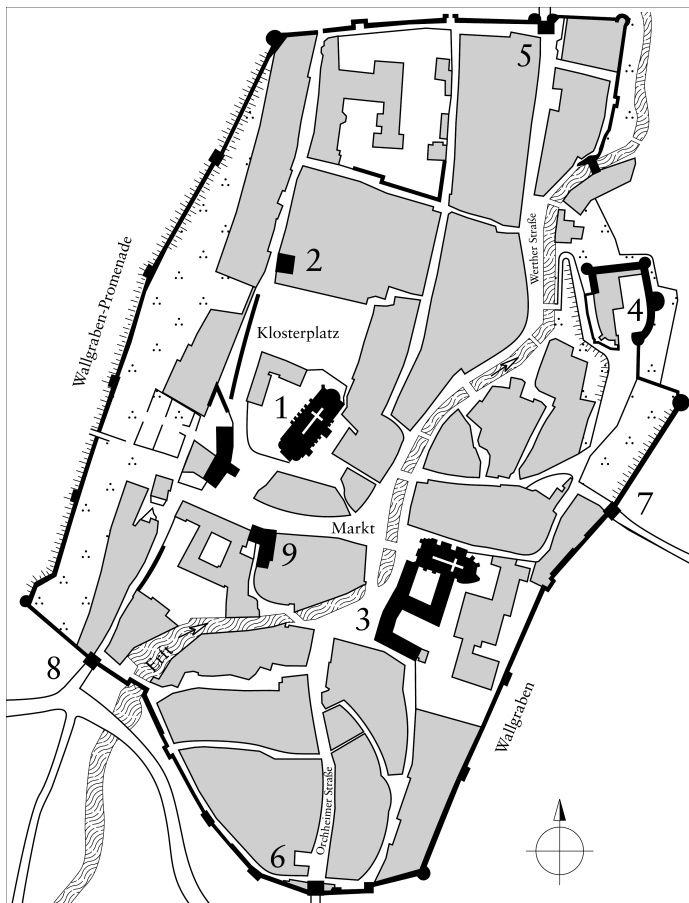 5
Werther Straße
2
Wallgraben-Promenade
4
Klosterplatz
1
7
Markt
9
3
Erft
8
Wallgraben
Orchheimer Straße
6